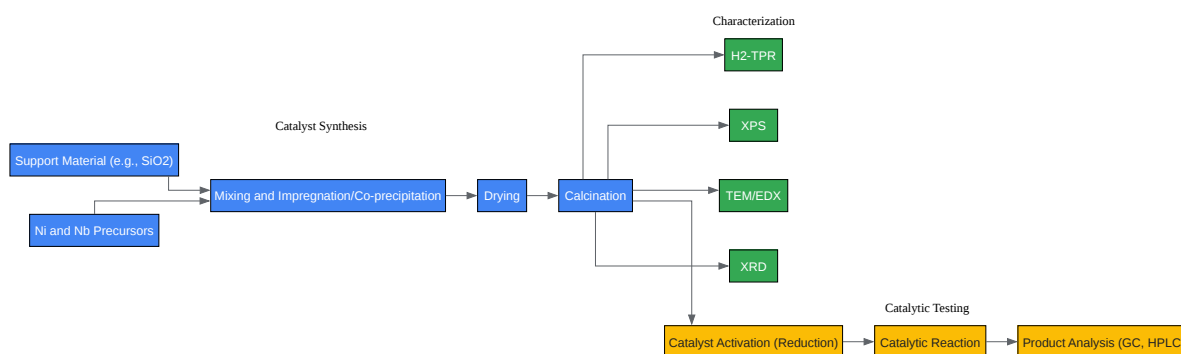 Characterization
H2-TPR
Catalyst Synthesis
XPS
Support Material (e.g., SiO2)
Mixing and Impregnation/Co-precipitation
Drying
Calcination
TEM/EDX
Ni and Nb Precursors
XRD
Catalytic Testing
Catalyst Activation (Reduction)
Catalytic Reaction
Product Analysis (GC, HPLC